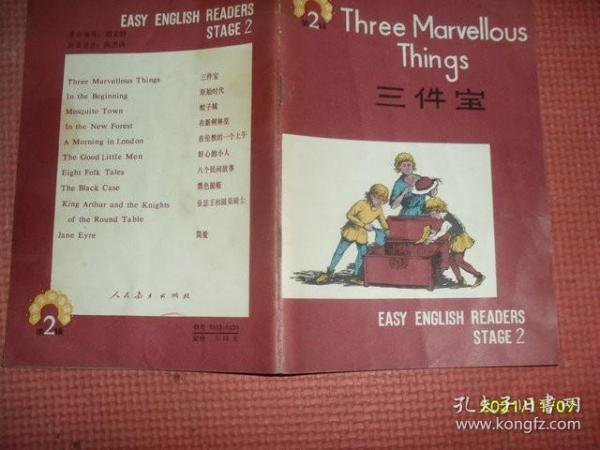 EASY ENGLISH READERS
STAGE 2
Three Marvellous Things 三件宝
In the Beginning 原始时代
Mosquito Town 蚊子城
In the New Forest 在新树林里
A Morning in London 在伦敦的一个上午
The Good Little Men 好心的小人
Eight Folk Tales 八个民间故事
The Black Case 黑色提箱
King Arthur and the Knights of the Round Table 亚瑟王和圆桌骑士
Jane Eyre 简爱
人民教育出版社
第2辑
书号
定价
第2辑
Three Marvellous
Things
三件宝
EASY ENGLISH READERS
STAGE 2
孔夫子旧书网
www.kongfz.com